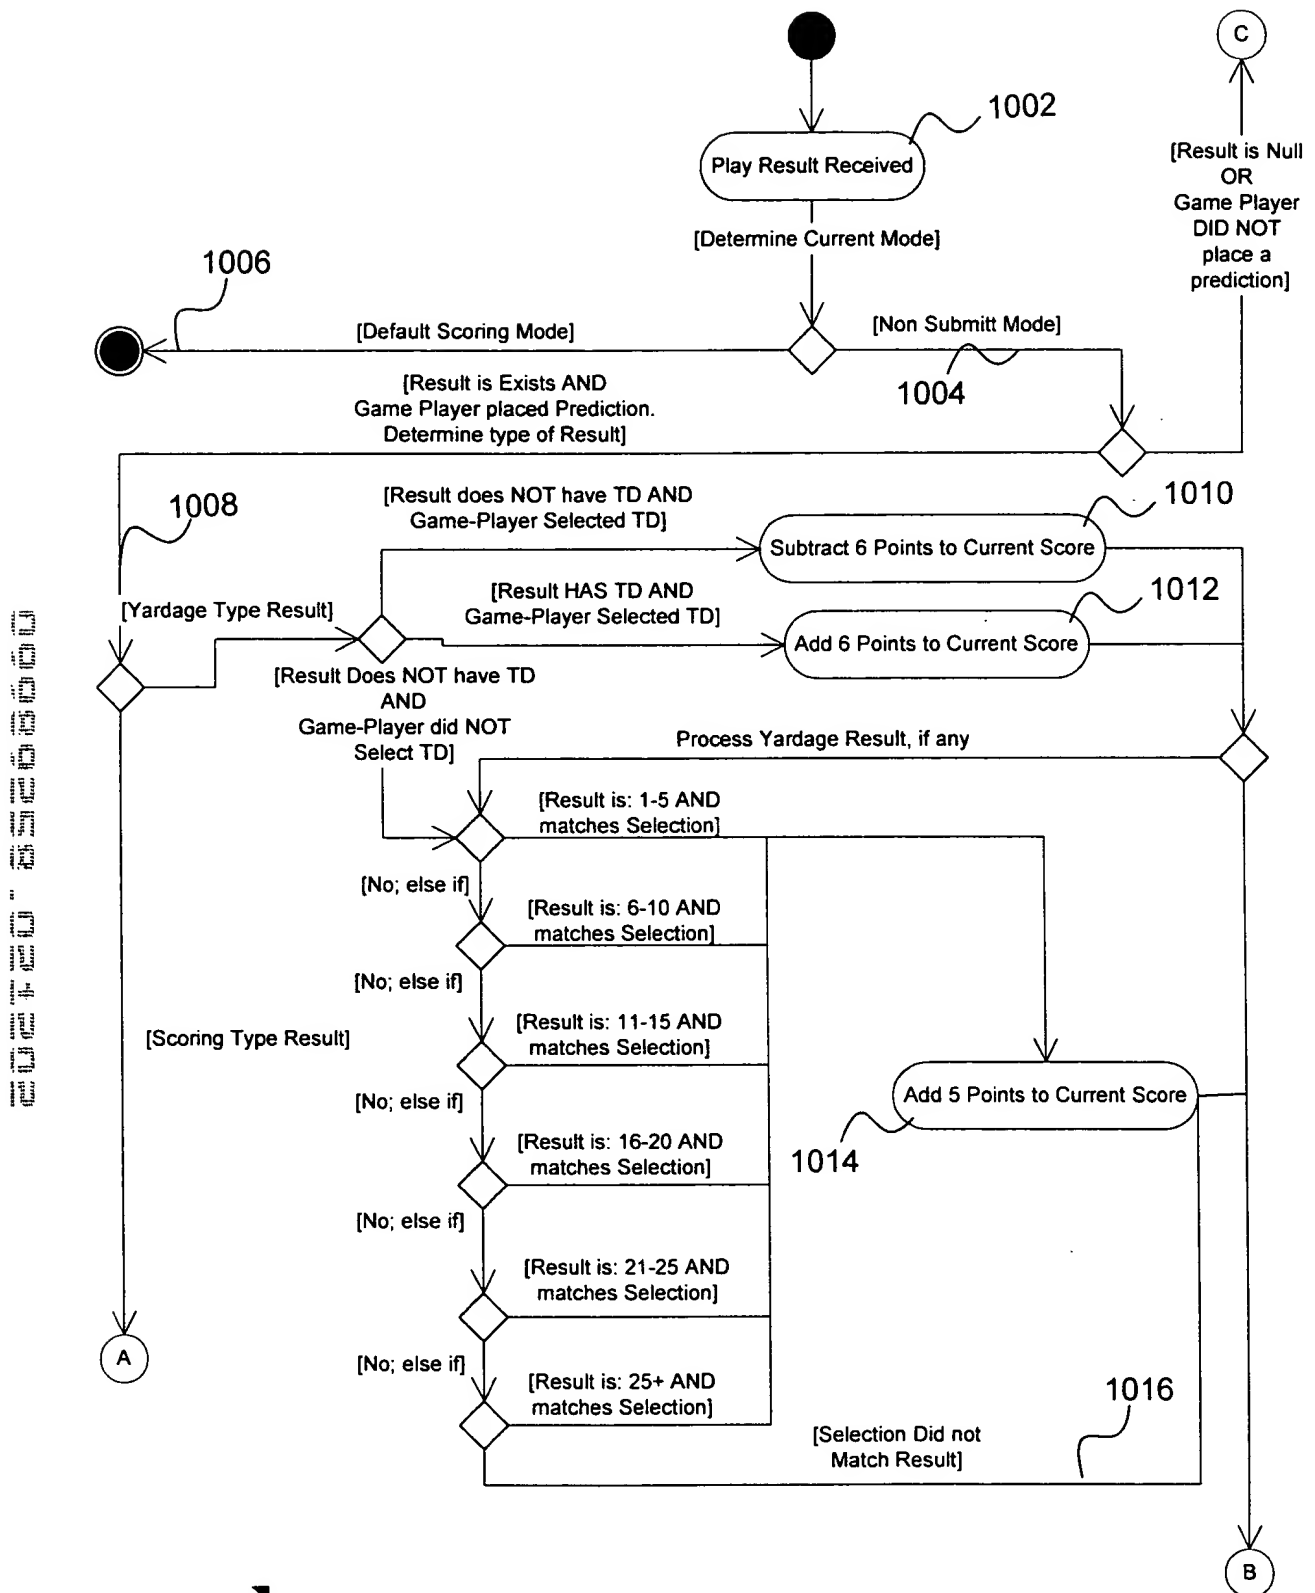 C
1002
Play Result Received
[Result is Null
OR
Game Player
DID NOT
place a
prediction]
[Determine Current Mode]
1006
[Default Scoring Mode]
[Non Submitt Mode]
1004
[Result is Exists AND
Game Player placed Prediction.
Determine type of Result]
1008
[Result does NOT have TD AND
Game-Player Selected TD]
1010
Subtract 6 Points to Current Score
[Yardage Type Result]
[Result HAS TD AND
Game-Player Selected TD]
1012
Add 6 Points to Current Score
[Result Does NOT have TD
AND
Game-Player did NOT
Select TD]
Process Yardage Result, if any
[Result is: 1-5 AND
matches Selection]
[No; else if]
[Result is: 6-10 AND
matches Selection]
[No; else if]
[Result is: 11-15 AND
matches Selection]
[Scoring Type Result]
[No; else if]
Add 5 Points to Current Score
1014
[Result is: 16-20 AND
matches Selection]
[No; else if]
[Result is: 21-25 AND
matches Selection]
[No; else if]
[Result is: 25+ AND
matches Selection]
A
1016
[Selection Did not
Match Result]
B